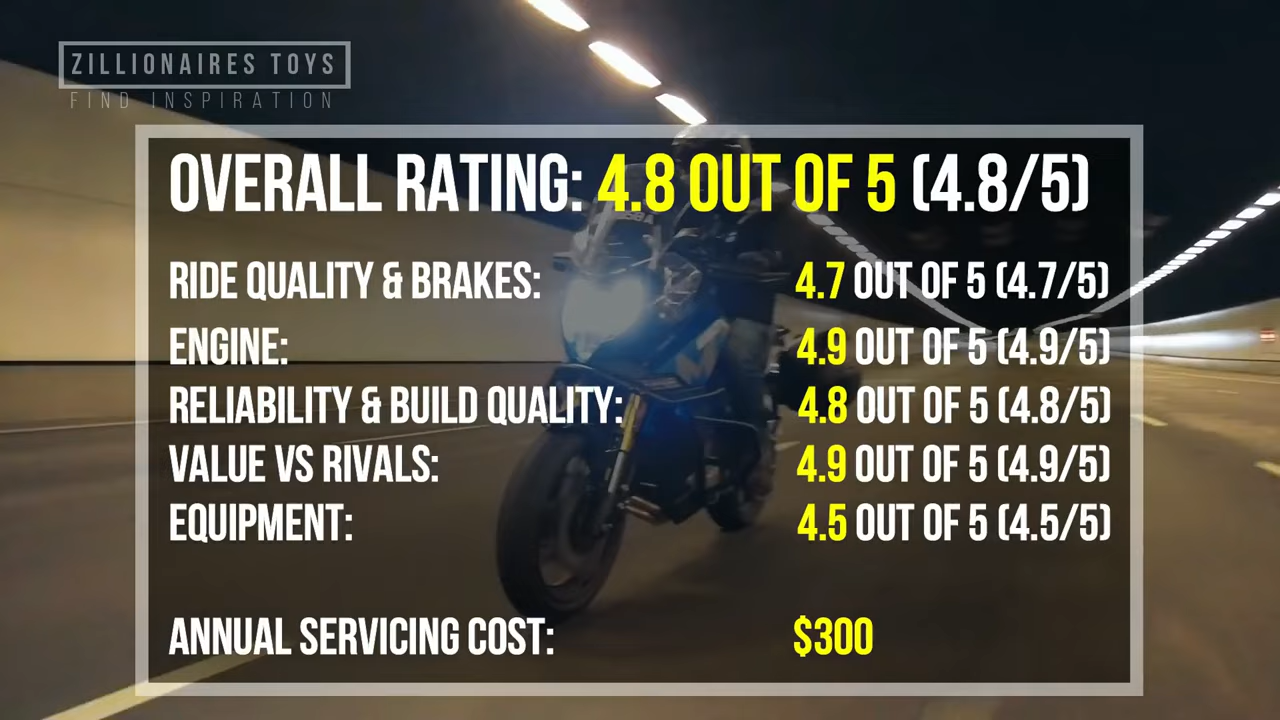 ZILLIONAIRES TOYS
FIND INSPIRATION
OVERALL RATING: 4.8 OUT OF 5 (4.8/5)
RIDE QUALITY & BRAKES: 4.7 OUT OF 5 (4.7/5)
ENGINE: 4.9 OUT OF 5 (4.9/5)
RELIABILITY & BUILD QUALITY: 4.8 OUT OF 5 (4.8/5)
VALUE VS RIVALS: 4.9 OUT OF 5 (4.9/5)
EQUIPMENT: 4.5 OUT OF 5 (4.5/5)
ANNUAL SERVICING COST: $300